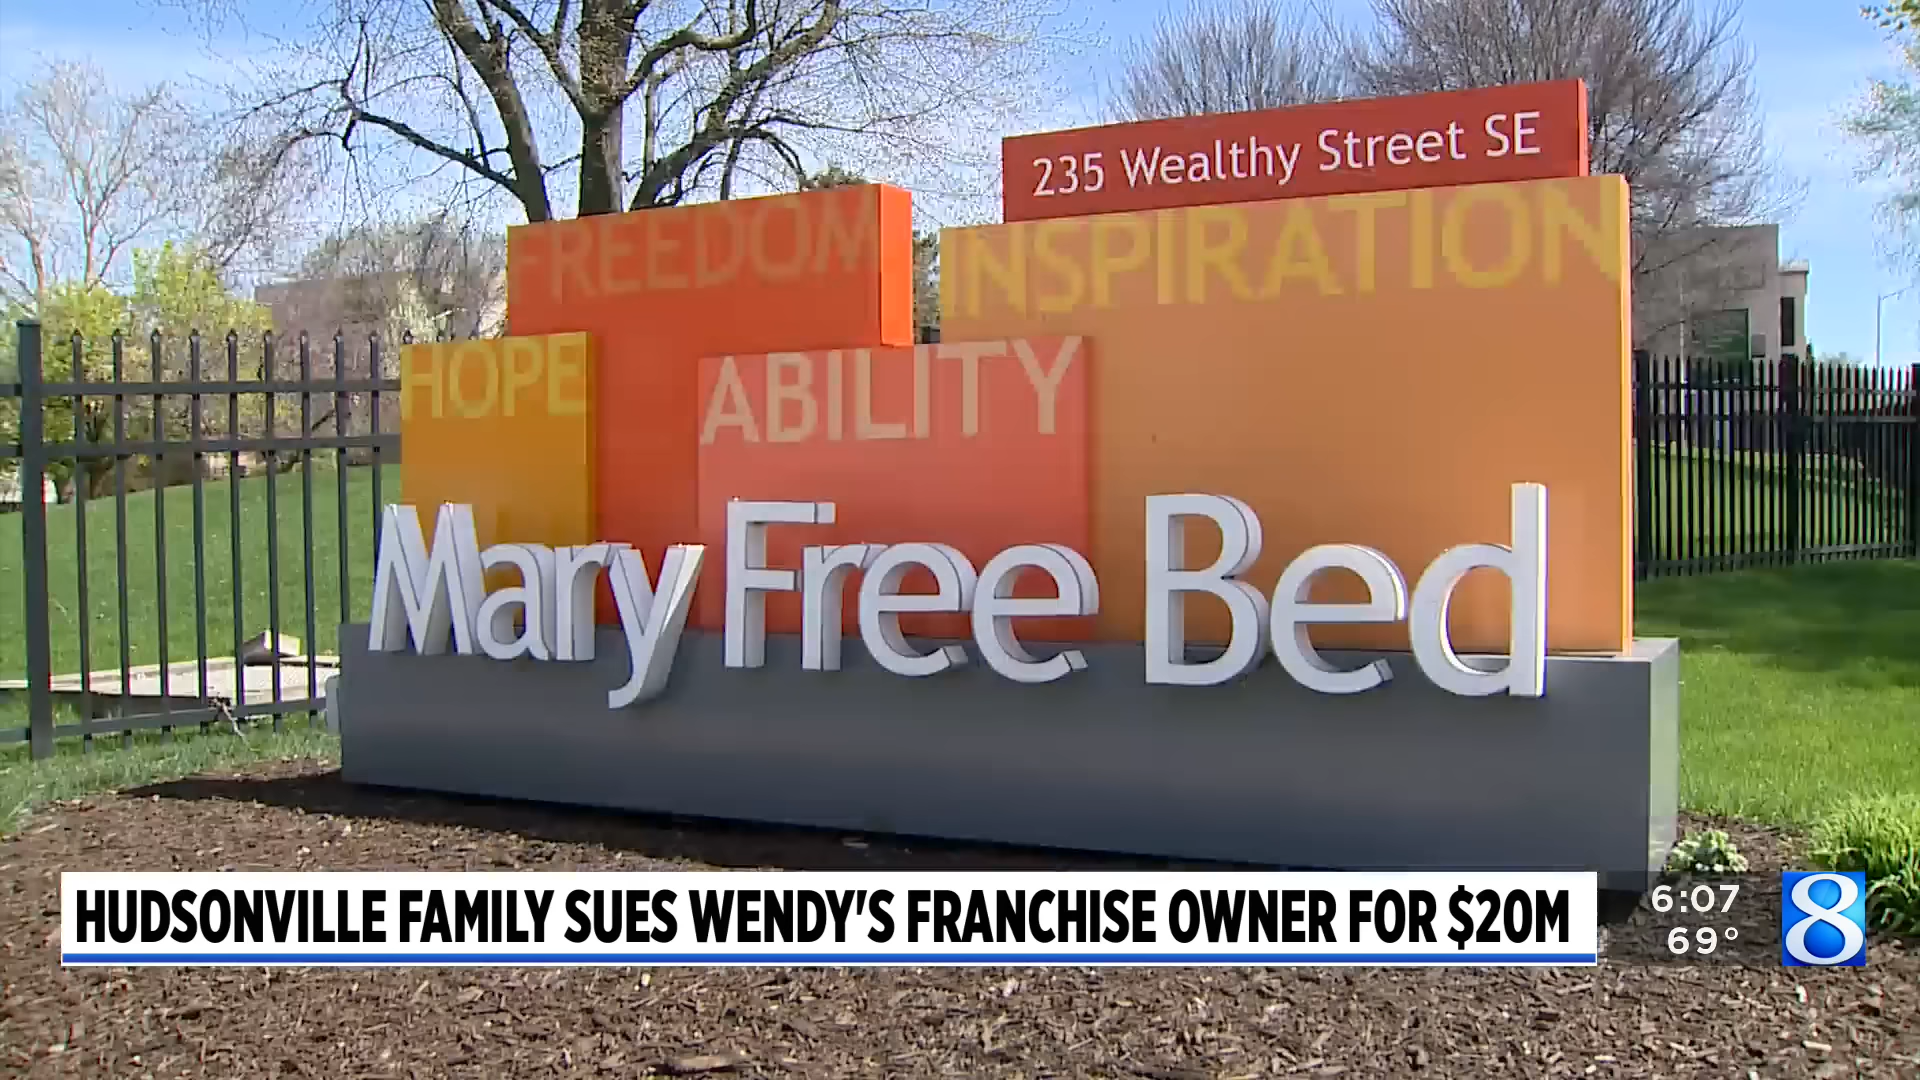 235 Wealthy Street SE
FREEDOM
INSPIRATION
HOPE
ABILITY
Mary Free Bed
HUDSONVILLE FAMILY SUES WENDY'S FRANCHISE OWNER FOR $20M
6:07
69°
8